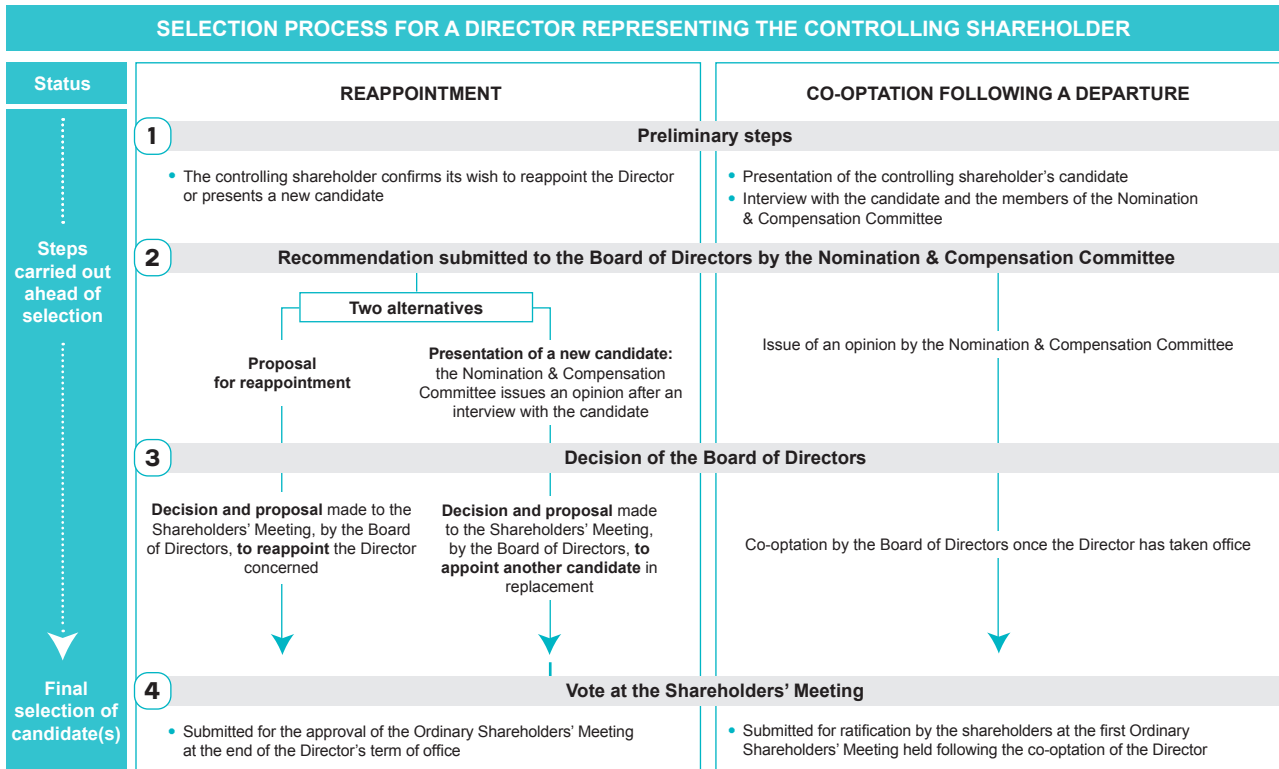 SELECTION PROCESS FOR A DIRECTOR REPRESENTING THE CONTROLLING SHAREHOLDER
Status
REAPPOINTMENT
CO-OPTATION FOLLOWING A DEPARTURE
Steps
carried out
ahead of
selection
1
Preliminary steps
• The controlling shareholder confirms its wish to reappoint the Director
or presents a new candidate
• Presentation of the controlling shareholder's candidate
• Interview with the candidate and the members of the Nomination
& Compensation Committee
2
Recommendation submitted to the Board of Directors by the Nomination & Compensation Committee
Two alternatives
Proposal
for reappointment
Presentation of a new candidate:
the Nomination & Compensation
Committee issues an opinion after an
interview with the candidate
Issue of an opinion by the Nomination & Compensation Committee
3
Decision of the Board of Directors
Decision and proposal made to the
Shareholders' Meeting, by the Board
of Directors, to reappoint the Director
concerned
Decision and proposal made
to the Shareholders' Meeting,
by the Board of Directors, to
appoint another candidate in
replacement
Co-optation by the Board of Directors once the Director has taken office
Final
selection of
candidate(s)
4
Vote at the Shareholders' Meeting
• Submitted for the approval of the Ordinary Shareholders' Meeting
at the end of the Director's term of office
• Submitted for ratification by the shareholders at the first Ordinary
Shareholders' Meeting held following the co-optation of the Director